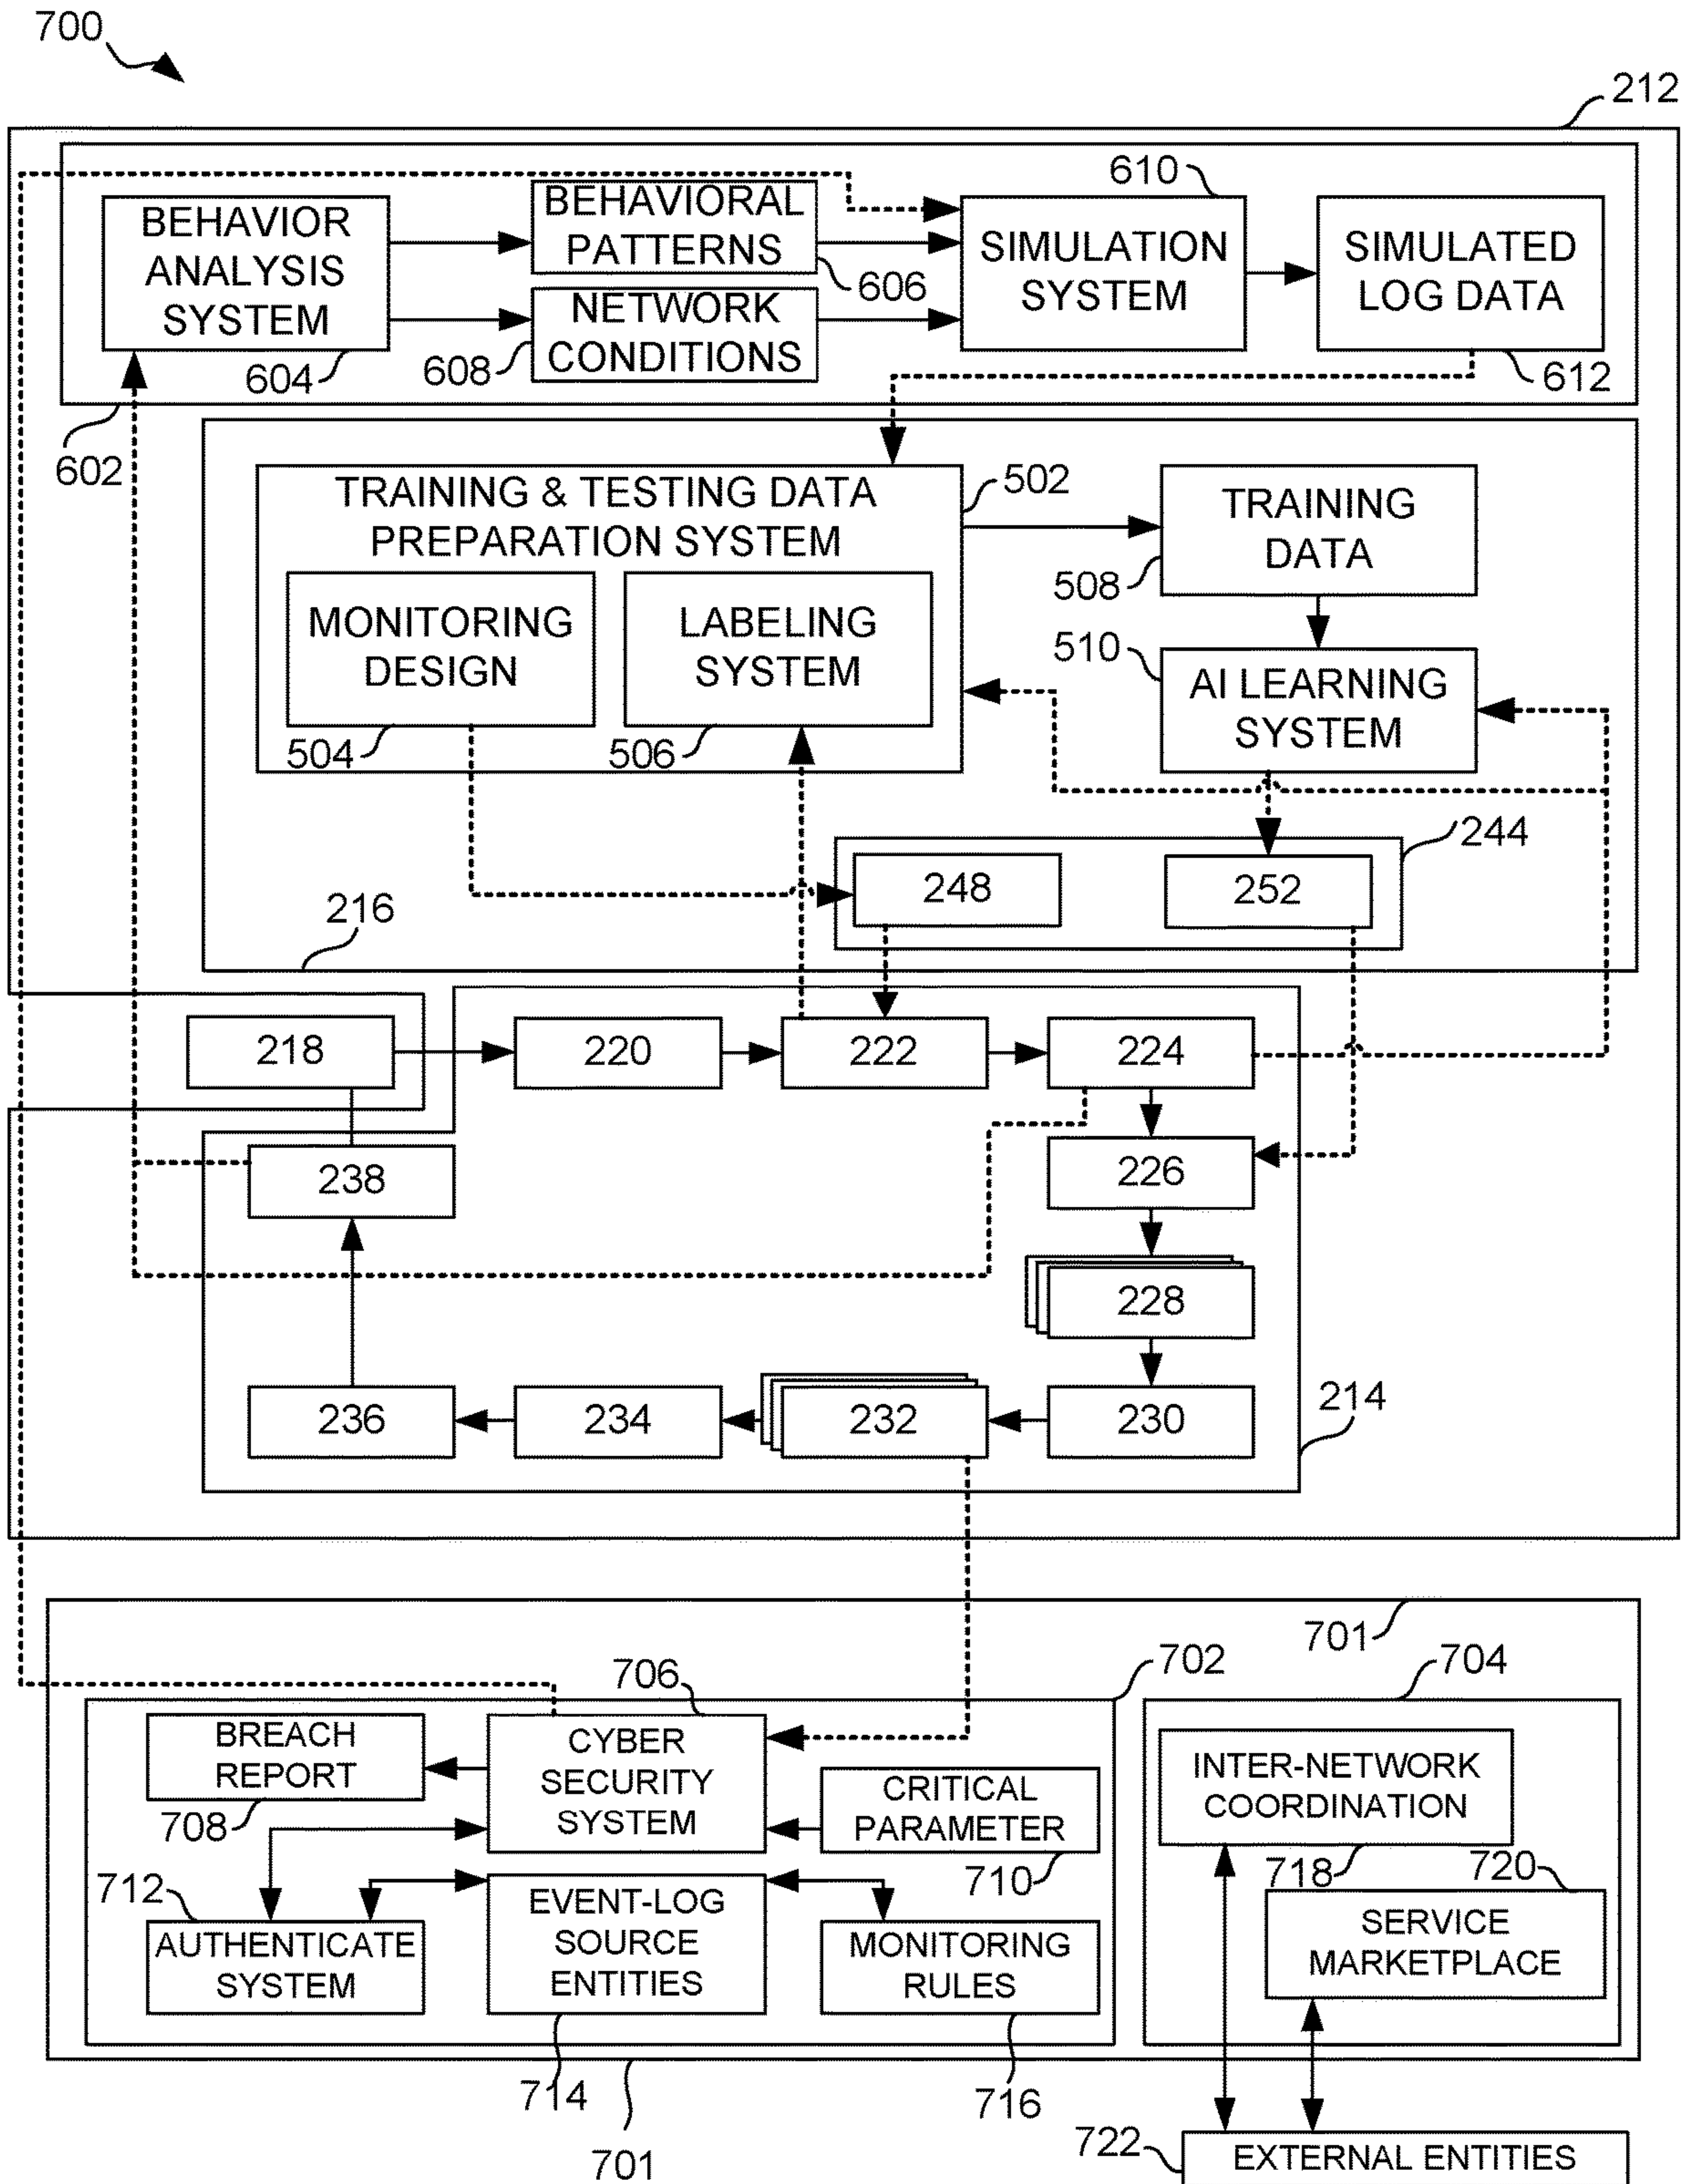 700
212
610
BEHAVIOR
ANALYSIS
SYSTEM
BEHAVIORAL
PATTERNS
SIMULATION
SYSTEM
SIMULATED
LOG DATA
606
NETWORK
CONDITIONS
604
608
612
602
TRAINING & TESTING DATA
PREPARATION SYSTEM
502
TRAINING
DATA
508
MONITORING
DESIGN
LABELING
SYSTEM
510
AI LEARNING
SYSTEM
504
506
244
248
252
216
218
220
222
224
238
226
228
236
234
232
230
214
701
706
702
704
BREACH
REPORT
CYBER
SECURITY
SYSTEM
INTER-NETWORK
COORDINATION
CRITICAL
PARAMETER
708
710
718
720
712
AUTHENTICATE
SYSTEM
EVENT-LOG
SOURCE
ENTITIES
MONITORING
RULES
SERVICE
MARKETPLACE
714
716
701
722
EXTERNAL ENTITIES